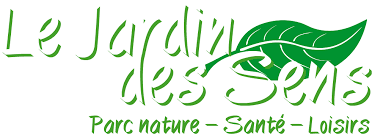 Le Jardin
des Sens
Parc nature – Santé – Loisirs